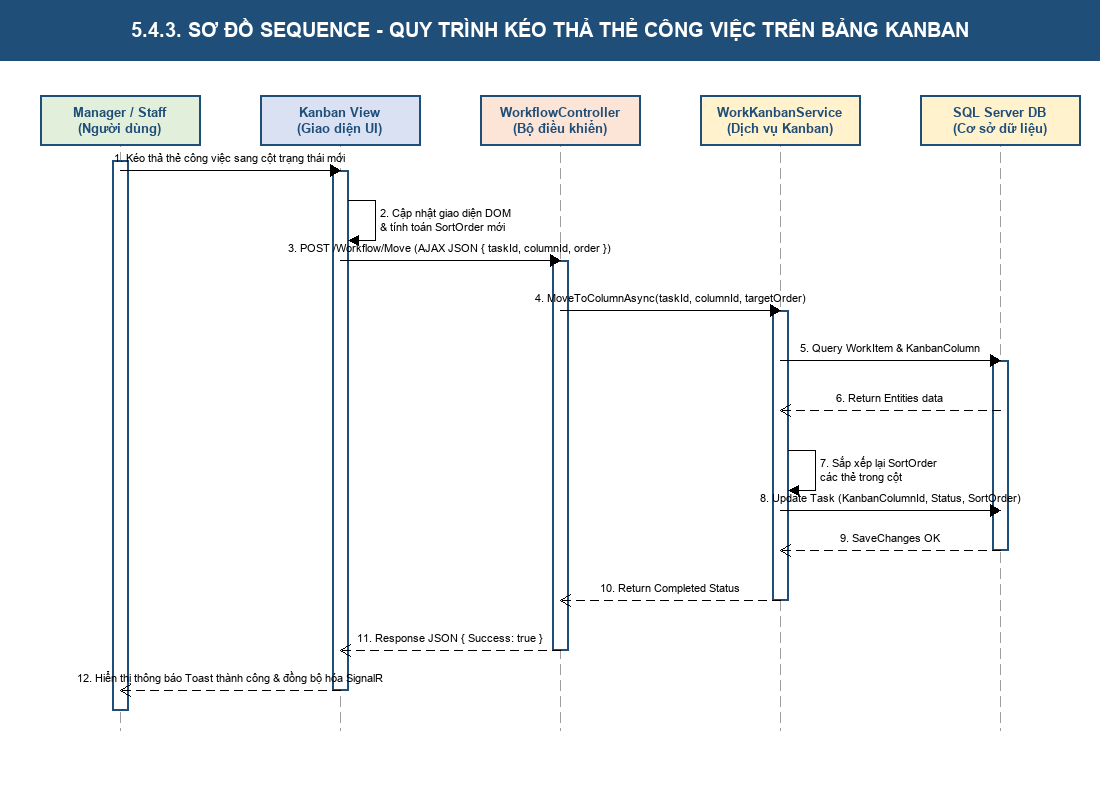 5.4.3. SƠ ĐỒ SEQUENCE - QUY TRÌNH KÉO THẢ THẺ CÔNG VIỆC TRÊN BẢNG KANBAN
Manager / Staff
(Người dùng)
Kanban View
(Giao diện UI)
WorkflowController
(Bộ điều khiển)
WorkKanbanService
(Dịch vụ Kanban)
SQL Server DB
(Cơ sở dữ liệu)
1. Kéo thả thẻ công việc sang cột trạng thái mới
2. Cập nhật giao diện DOM
& tính toán SortOrder mới
3. POST /Workflow/Move (AJAX JSON { taskId, columnId, order })
4. MoveToColumnAsync(taskId, columnId, targetOrder)
5. Query WorkItem & KanbanColumn
6. Return Entities data
7. Sắp xếp lại SortOrder
các thẻ trong cột
8. Update Task (KanbanColumnId, Status, SortOrder)
9. SaveChanges OK
10. Return Completed Status
11. Response JSON { Success: true }
12. Hiển thị thông báo Toast thành công & đồng bộ hóa SignalR